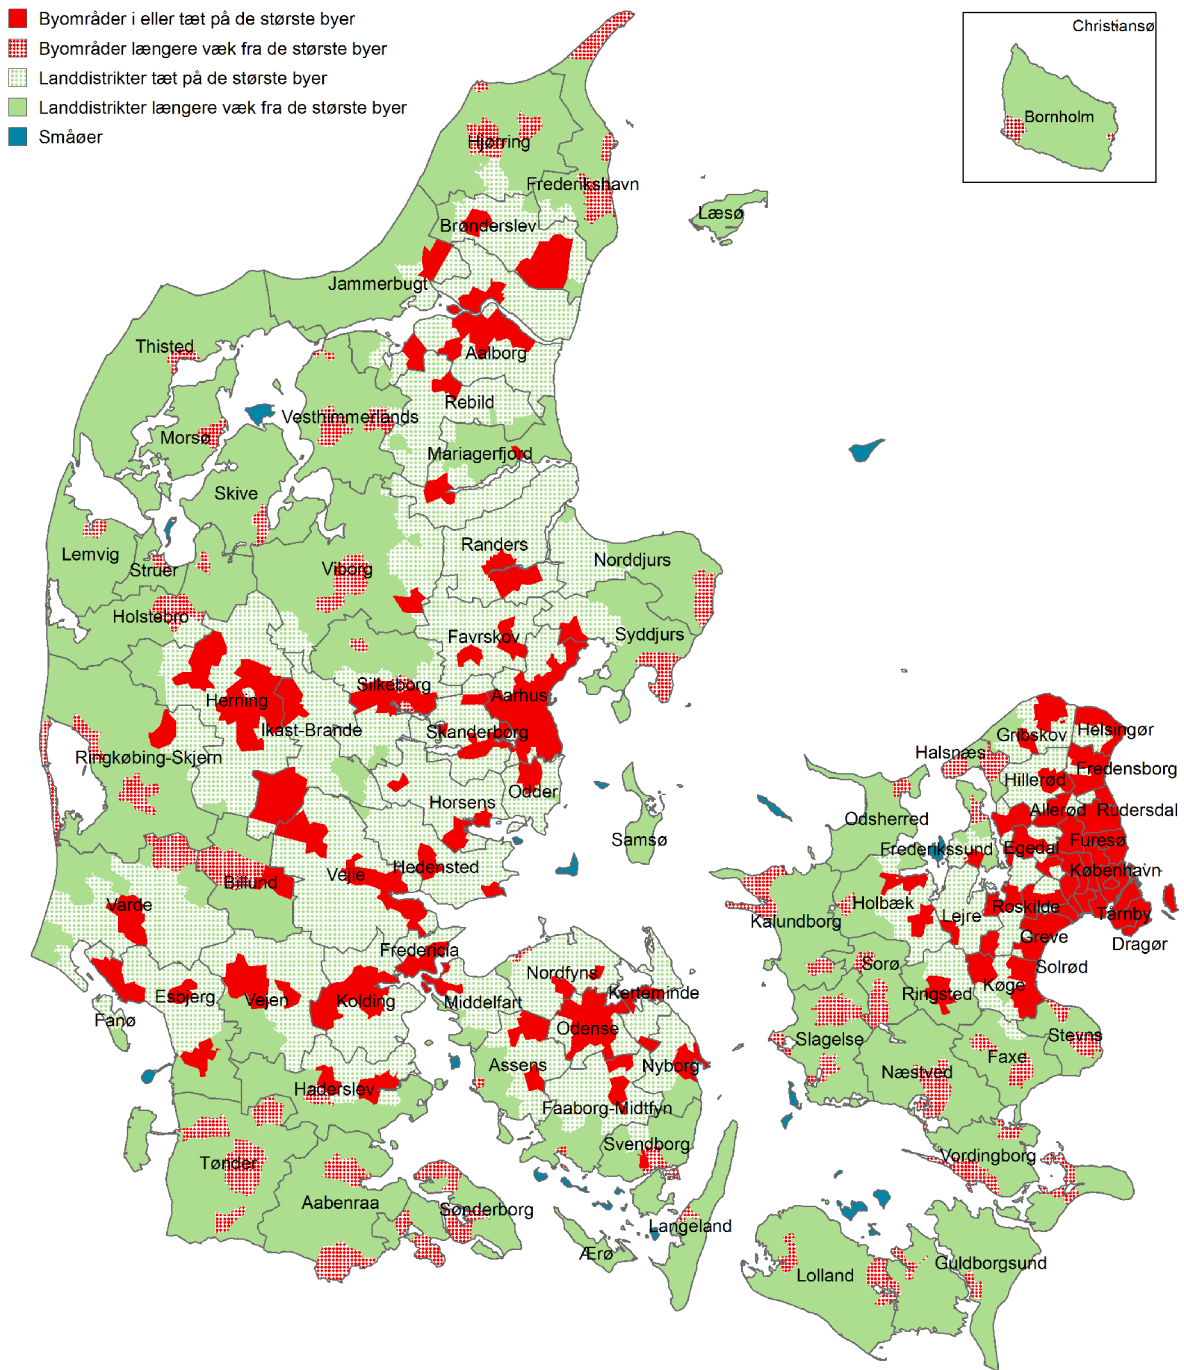 Byområder i eller tæt på de største byer
Byområder længere væk fra de største byer
Landdistrikter tæt på de største byer
Landdistrikter længere væk fra de største byer
Småøer
Christiansø
Bornholm
Hjørring
Frederikshavn
Læsø
Brønderslev
Jammerbugt
Thisted
Aalborg
Rebild
Vesthimmerlands
Morsø
Mariagerfjord
Skive
Lemvig
Struer
Viborg
Randers
Norddjurs
Holstebro
Favrskov
Syddjurs
Silkeborg
Aarhus
Herning
Ikast-Brande
Skanderborg
Ringkøbing-Skjern
Odder
Horsens
Samsø
Hedensted
Vejle
Billund
Varde
Fredericia
Esbjerg
Vejen
Kolding
Fanø
Middelfart
Nordfyns
Kerteminde
Odense
Assens
Nyborg
Haderslev
Faaborg-Midtfyn
Svendborg
Tønder
Aabenraa
Sønderborg
Langeland
Ærø
Gribskov
Helsingør
Halsnæs
Hillerød
Fredensborg
Allerød
Rudersdal
Odsherred
Frederikssund
Egedal
Furesø
København
Kalundborg
Holbæk
Lejre
Roskilde
Tårnby
Dragør
Greve
Solrød
Sorø
Ringsted
Køge
Slagelse
Næstved
Faxe
Stevns
Vordingborg
Lolland
Guldborgsund